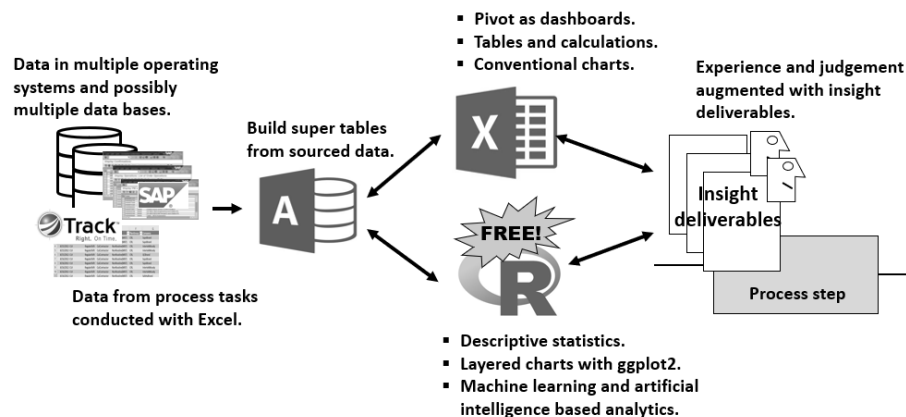 ▪ Pivot as dashboards.
▪ Tables and calculations.
▪ Conventional charts.
Data in multiple operating
systems and possibly
multiple data bases.
Experience and judgement
augmented with insight
deliverables.
Build super tables
from sourced data.
X
SAP
A
Track
Right. On Time.
Insight
deliverables
FREE!
R
Process step
Data from process tasks
conducted with Excel.
▪ Descriptive statistics.
▪ Layered charts with ggplot2.
▪ Machine learning and artificial
intelligence based analytics.